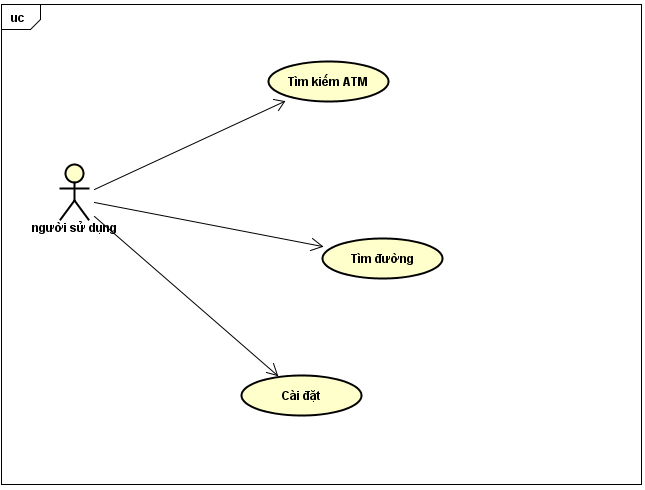 uc
Tìm kiếm ATM
người sử dụng
Tìm đường
Cài đặt